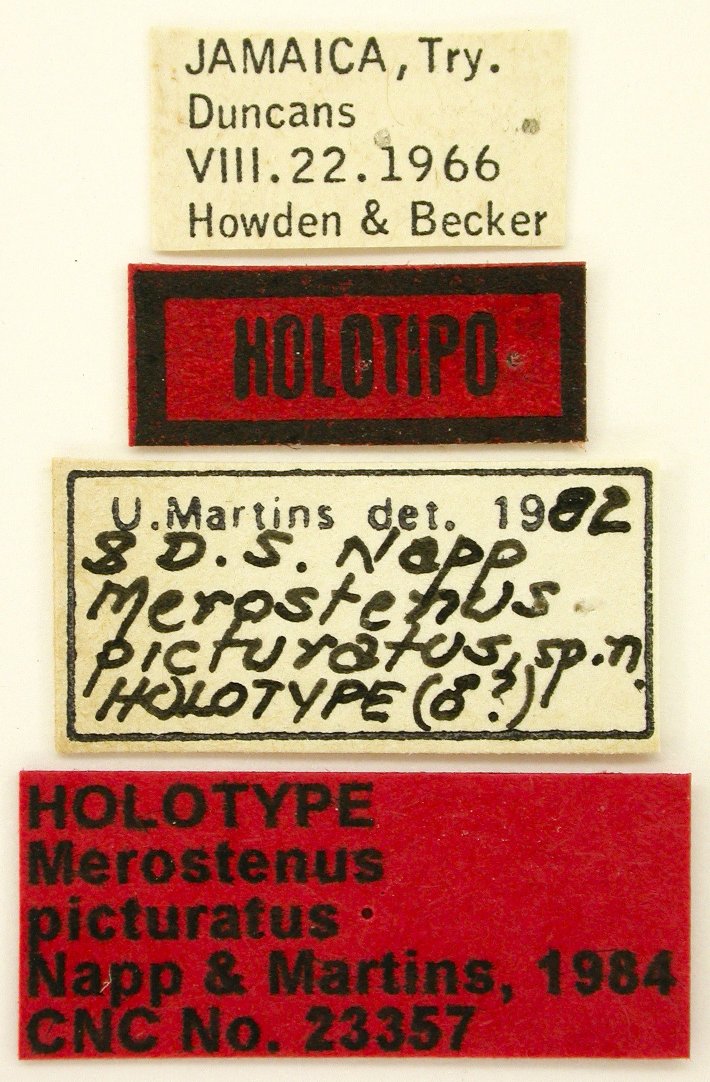 JAMAICA, Try.
Duncans
VIII.22.1966
Howden & Becker
HOLOTIPO
U.Martins det. 1982
& D.S. Napp
Merostenus
picturatus, sp.n.
HOLOTYPE (♂?)
HOLOTYPE
Merostenus
picturatus
Napp & Martins, 1984
CNC No. 23357